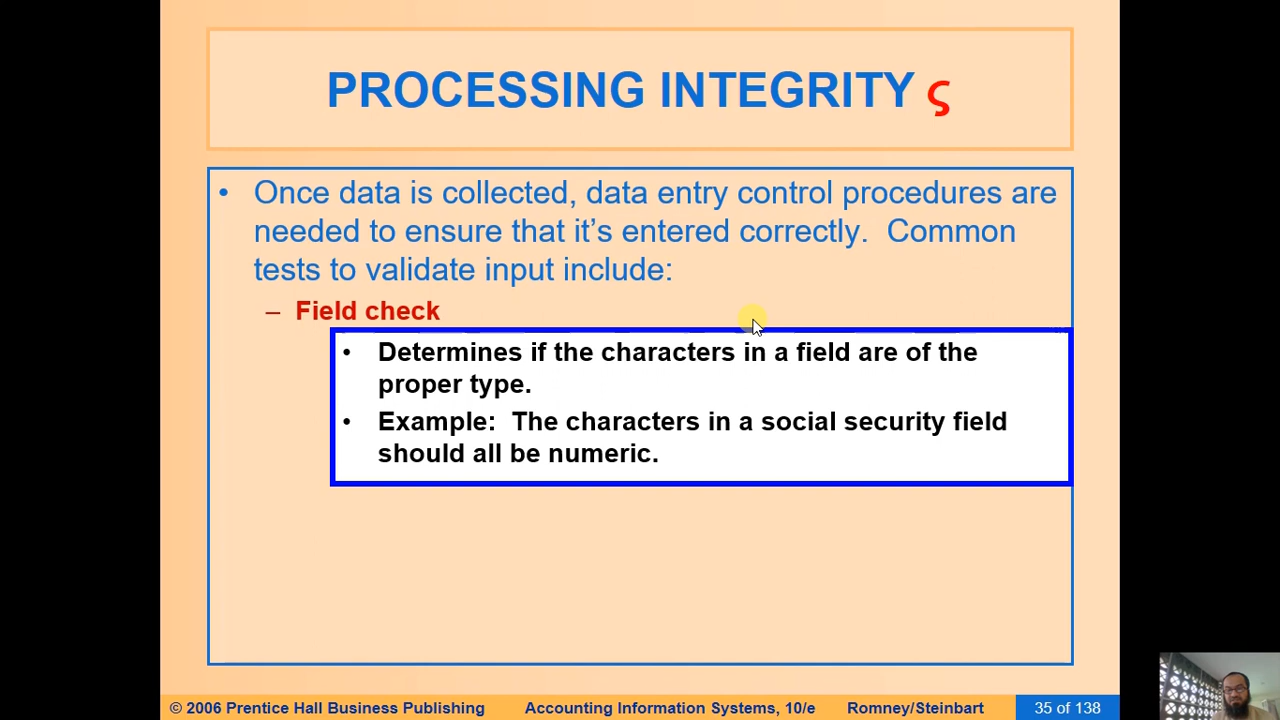 PROCESSING INTEGRITY ς
• Once data is collected, data entry control procedures are
needed to ensure that it’s entered correctly.  Common
tests to validate input include:
– Field check
• Determines if the characters in a field are of the
proper type.
• Example:  The characters in a social security field
should all be numeric.
© 2006 Prentice Hall Business Publishing Accounting Information Systems, 10/e Romney/Steinbart 35 of 138